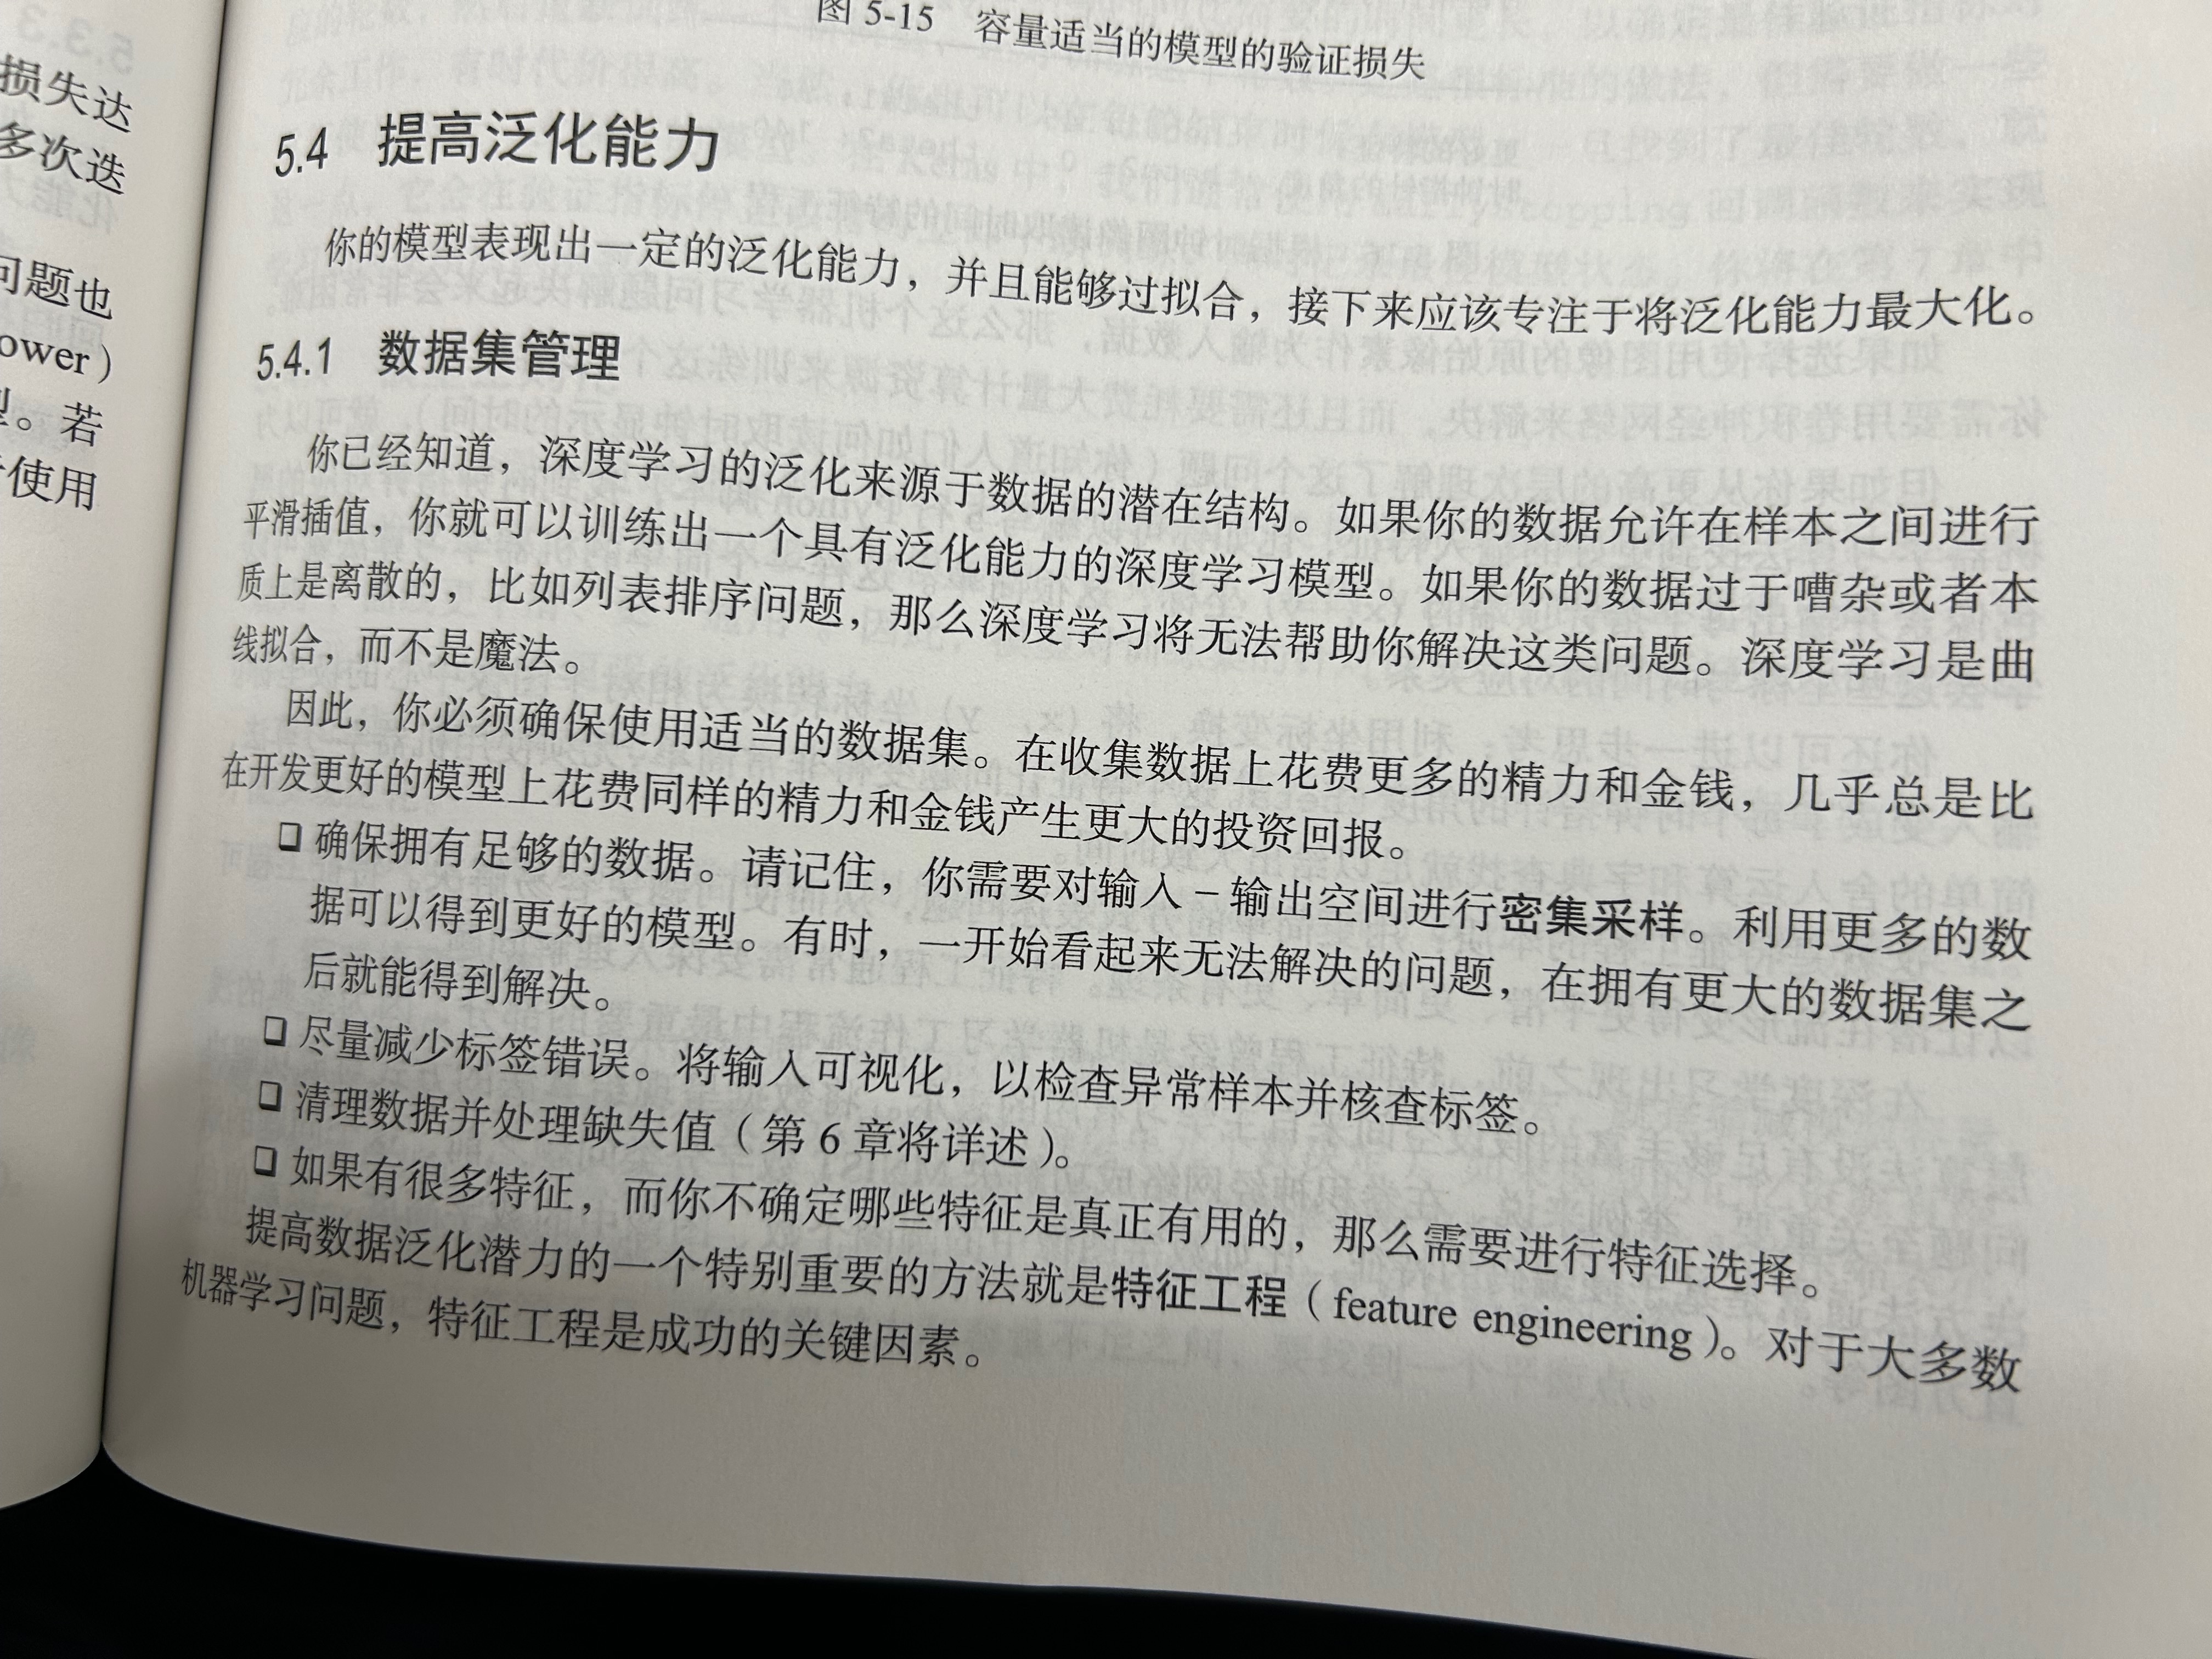 损失达
多次迭
问题也
ower）
型。若
使用
图 5-15 容量适当的模型的验证损失
5.4 提高泛化能力
你的模型表现出一定的泛化能力，并且能够过拟合，接下来应该专注于将泛化能力最大化。
5.4.1 数据集管理
你已经知道，深度学习的泛化来源于数据的潜在结构。如果你的数据允许在样本之间进行
平滑插值，你就可以训练出一个具有泛化能力的深度学习模型。如果你的数据过于嘈杂或者本
质上是离散的，比如列表排序问题，那么深度学习将无法帮助你解决这类问题。深度学习是曲
线拟合，而不是魔法。
因此，你必须确保使用适当的数据集。在收集数据上花费更多的精力和金钱，几乎总是比
在开发更好的模型上花费同样的精力和金钱产生更大的投资回报。
❑ 确保拥有足够的数据。请记住，你需要对输入 – 输出空间进行密集采样。利用更多的数
据可以得到更好的模型。有时，一开始看起来无法解决的问题，在拥有更大的数据集之
后就能得到解决。
❑ 尽量减少标签错误。将输入可视化，以检查异常样本并核查标签。
❑ 清理数据并处理缺失值（第 6 章将详述）。
❑ 如果有很多特征，而你不确定哪些特征是真正有用的，那么需要进行特征选择。
提高数据泛化潜力的一个特别重要的方法就是特征工程（feature engineering）。对于大多数
机器学习问题，特征工程是成功的关键因素。